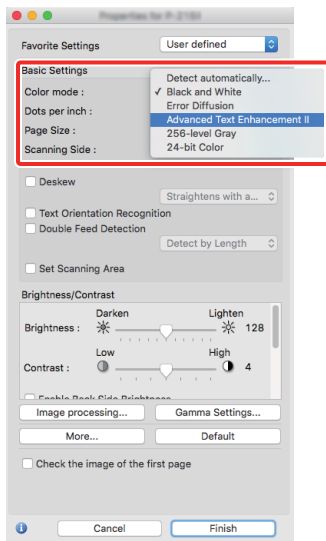 Properties for P-215II
Favorite Settings
User defined
Basic Settings
Color mode :
Dots per inch :
Page Size :
Scanning Side :
Detect automatically...
✓ Black and White
Error Diffusion
Advanced Text Enhancement II
256-level Gray
24-bit Color
Deskew
Straightens with a...
Text Orientation Recognition
Double Feed Detection
Detect by Length
Set Scanning Area
Brightness/Contrast
Darken Lighten
Brightness : 128
Low High
Contrast : 4
Enable Back Side Brightness
Image processing... Gamma Settings...
More... Default
Check the image of the first page
Cancel Finish